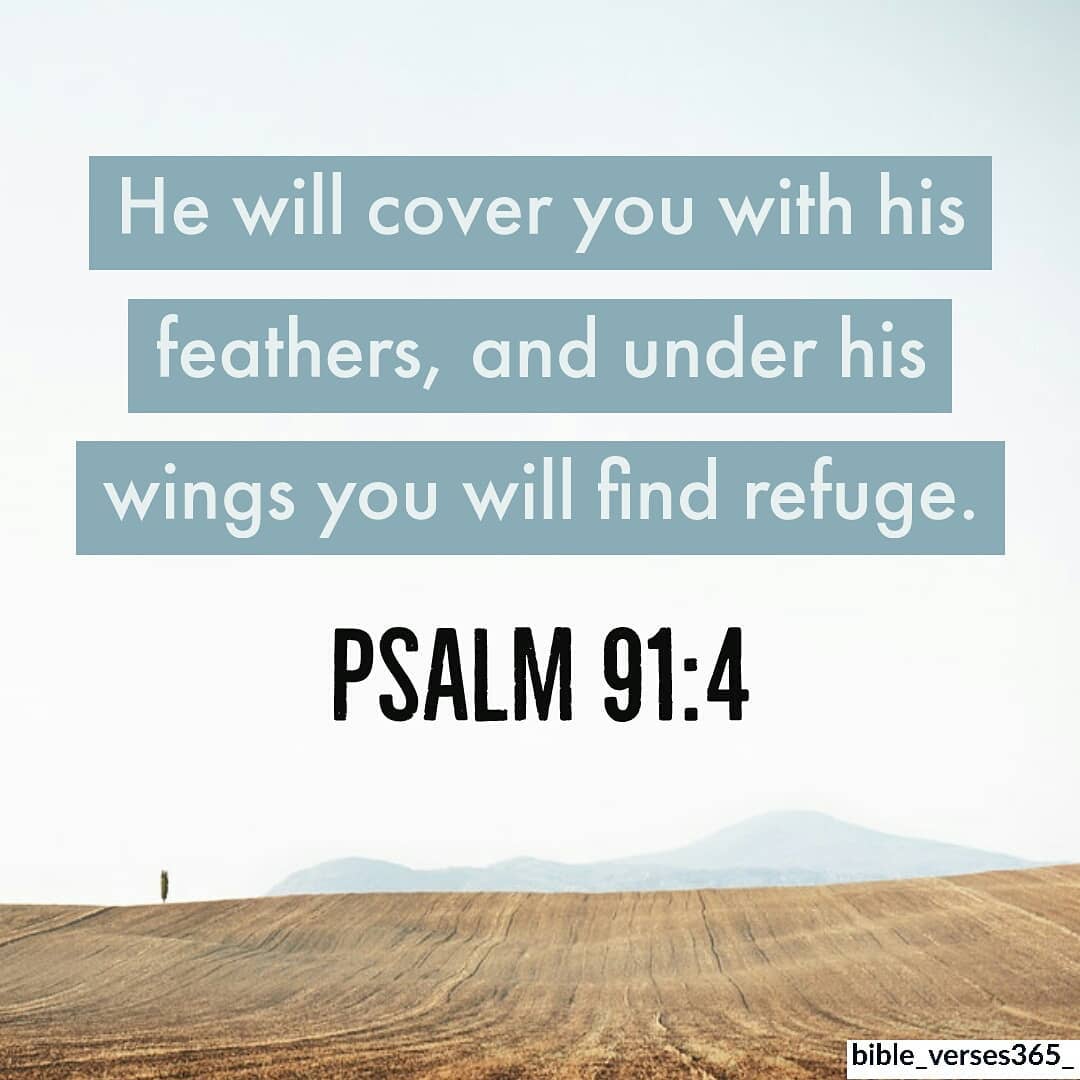 He will cover you with his
feathers, and under his
wings you will find refuge.
PSALM 91:4
bible_verses365_